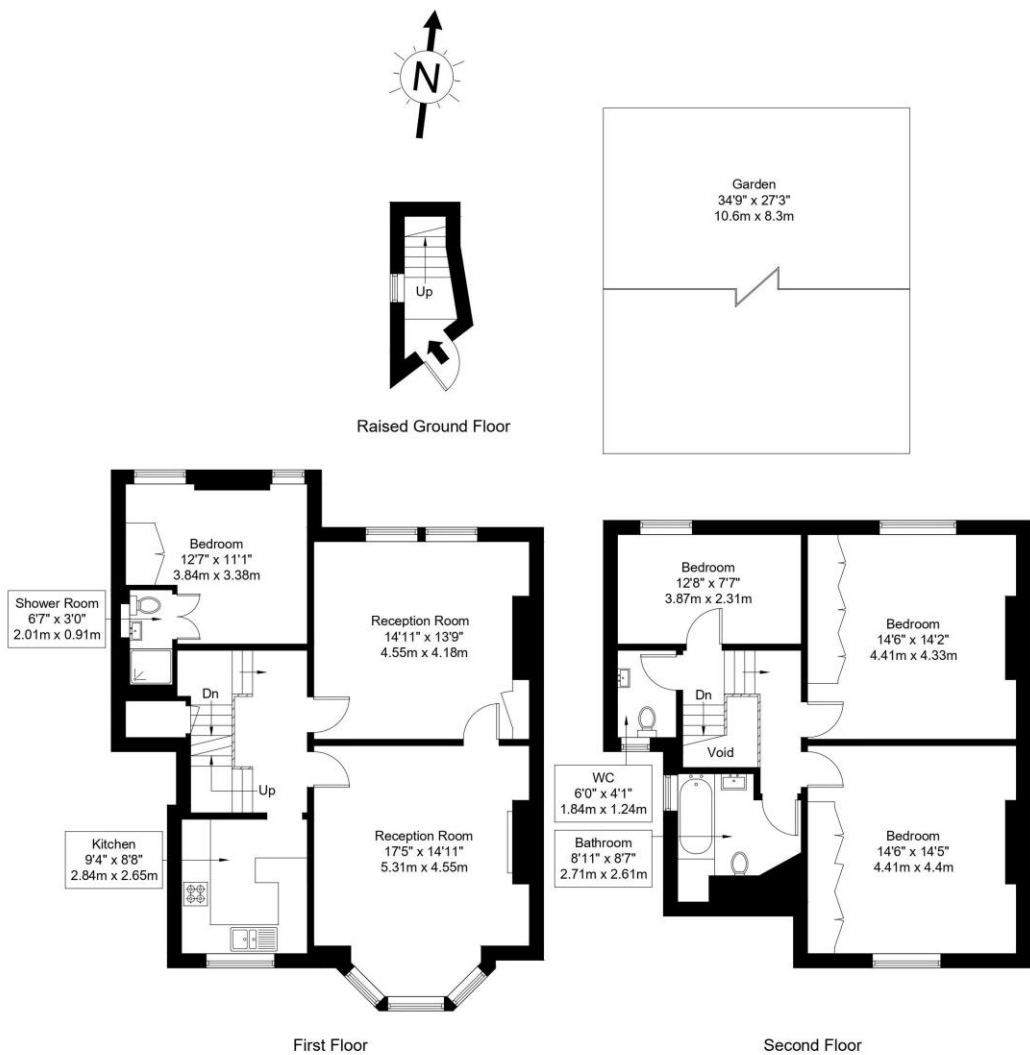 N
Garden
34'9" x 27'3"
10.6m x 8.3m
Up
Raised Ground Floor
Bedroom
12'7" x 11'1"
3.84m x 3.38m
Shower Room
6'7" x 3'0"
2.01m x 0.91m
Reception Room
14'11" x 13'9"
4.55m x 4.18m
Dn
Up
Kitchen
9'4" x 8'8"
2.84m x 2.65m
Reception Room
17'5" x 14'11"
5.31m x 4.55m
First Floor
Bedroom
12'8" x 7'7"
3.87m x 2.31m
Bedroom
14'6" x 14'2"
4.41m x 4.33m
Dn
Void
WC
6'0" x 4'1"
1.84m x 1.24m
Bathroom
8'11" x 8'7"
2.71m x 2.61m
Bedroom
14'6" x 14'5"
4.41m x 4.4m
Second Floor